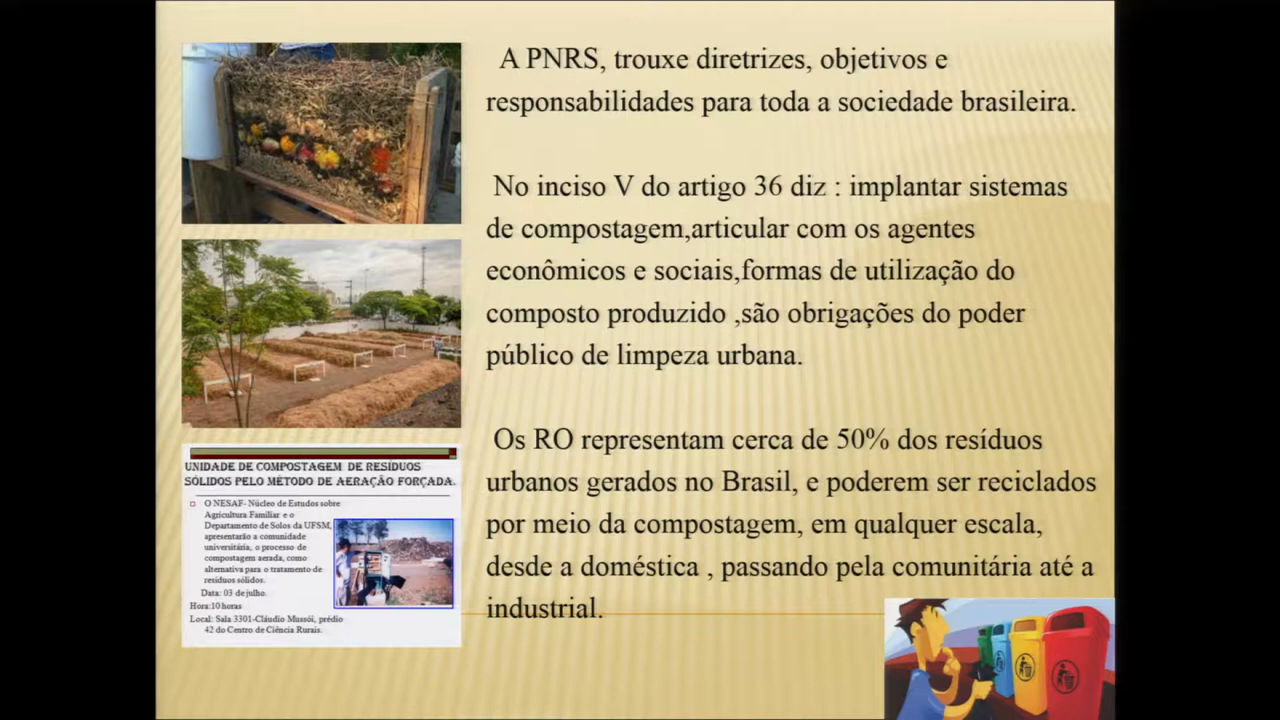 A PNRS, trouxe diretrizes, objetivos e
responsabilidades para toda a sociedade brasileira.
No inciso V do artigo 36 diz : implantar sistemas
de compostagem,articular com os agentes
econômicos e sociais,formas de utilização do
composto produzido ,são obrigações do poder
público de limpeza urbana.
Os RO representam cerca de 50% dos resíduos
urbanos gerados no Brasil, e poderem ser reciclados
por meio da compostagem, em qualquer escala,
desde a doméstica , passando pela comunitária até a
industrial.
UNIDADE DE COMPOSTAGEM DE RESÍDUOS
SÓLIDOS PELO MÉTODO DE AERAÇÃO FORÇADA.
O NESAF- Núcleo de Estudos sobre
Agricultura Familiar e o
Departamento de Solos da UFSM,
apresentarão a comunidade
universitária, o processo de
compostagem aerada, como
alternativa para o tratamento de
resíduos sólidos.
Data: 03 de julho.
Hora:10 horas
Local: Sala 3301-Cláudio Mussói, prédio
42 do Centro de Ciência Rurais.